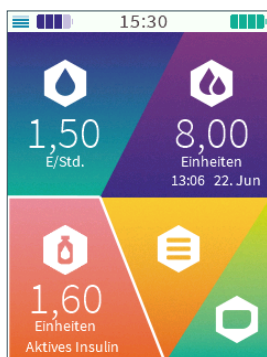 15:30
1,50
E/Std.
8,00
Einheiten
13:06 22. Jun
1,60
Einheiten
Aktives Insulin